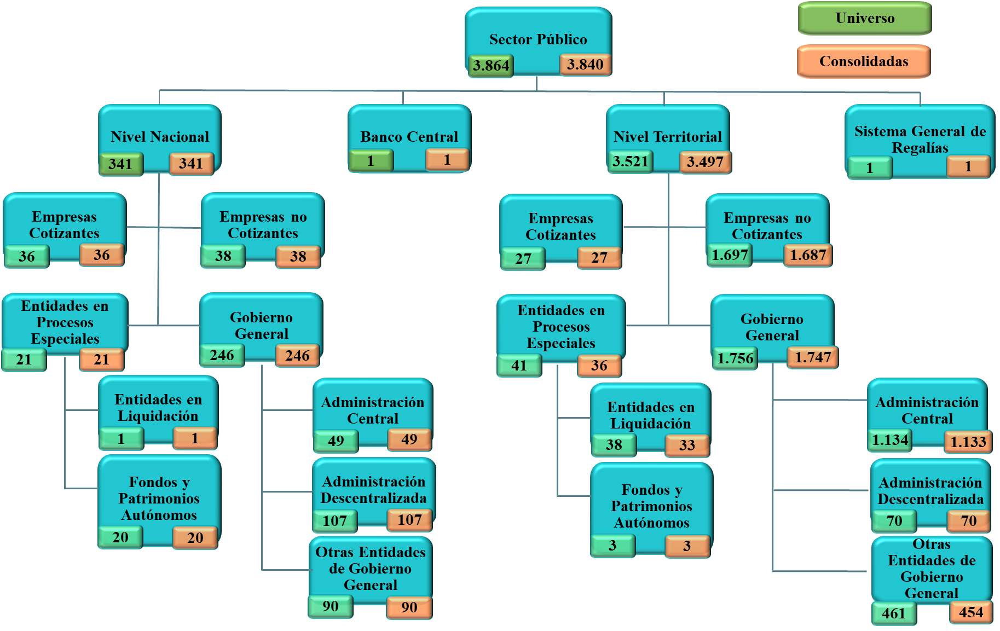 Universo
Consolidadas
Sector Público
3.864
3.840
Nivel Nacional
341
341
Banco Central
1
1
Nivel Territorial
3.521
3.497
Sistema General de
Regalías
1
1
Empresas
Cotizantes
36
36
Empresas no
Cotizantes
38
38
Entidades en
Procesos
Especiales
21
21
Gobierno
General
246
246
Entidades en
Liquidación
1
1
Fondos y
Patrimonios
Autónomos
20
20
Administración
Central
49
49
Administración
Descentralizada
107
107
Otras Entidades
de Gobierno
General
90
90
Empresas
Cotizantes
27
27
Empresas no
Cotizantes
1.697
1.687
Entidades en
Procesos
Especiales
41
36
Gobierno
General
1.756
1.747
Entidades en
Liquidación
38
33
Fondos y
Patrimonios
Autónomos
3
3
Administración
Central
1.134
1.133
Administración
Descentralizada
70
70
Otras
Entidades de
Gobierno
General
461
454